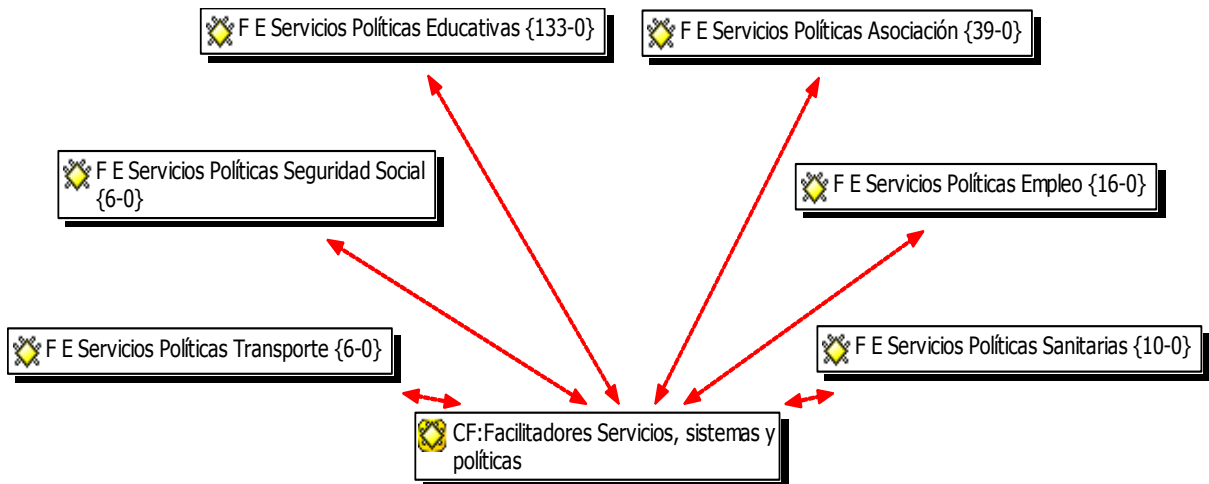 F E Servicios Políticas Educativas {133-0}
F E Servicios Políticas Asociación {39-0}
F E Servicios Políticas Seguridad Social
{6-0}
F E Servicios Políticas Empleo {16-0}
F E Servicios Políticas Transporte {6-0}
F E Servicios Políticas Sanitarias {10-0}
CF:Facilitadores Servicios, sistemas y
políticas